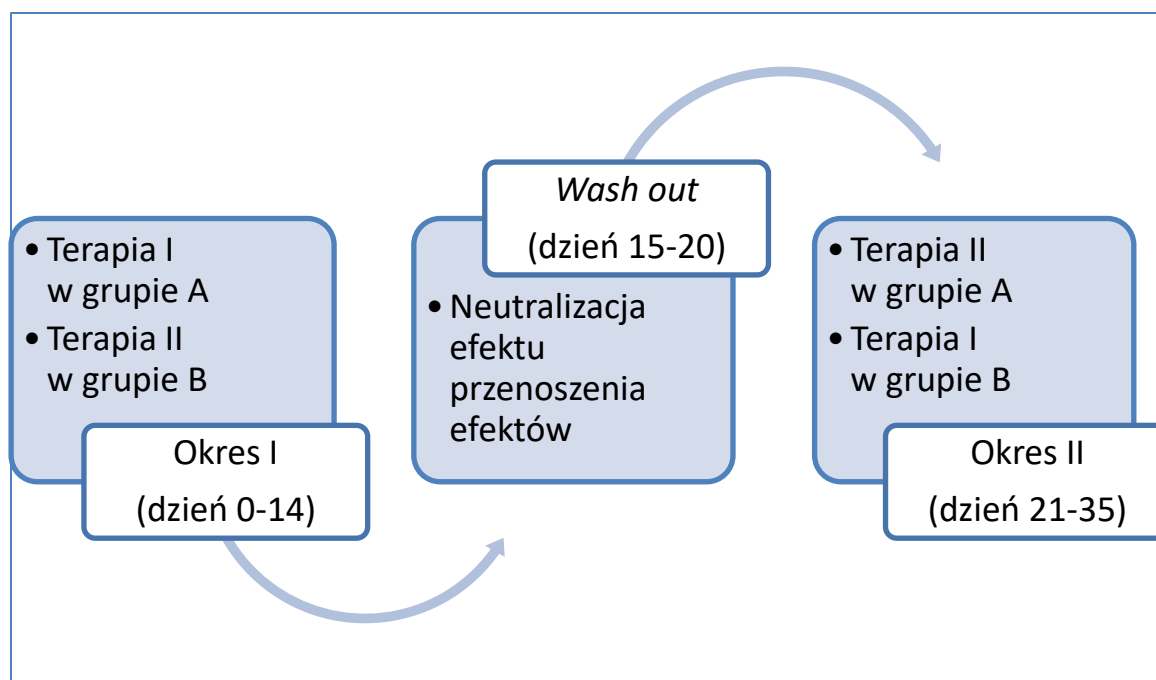 • Terapia I
w grupie A
• Terapia II
w grupie B
Okres I
(dzień 0-14)
Wash out
(dzień 15-20)
• Neutralizacja
efektu
przenoszenia
efektów
• Terapia II
w grupie A
• Terapia I
w grupie B
Okres II
(dzień 21-35)